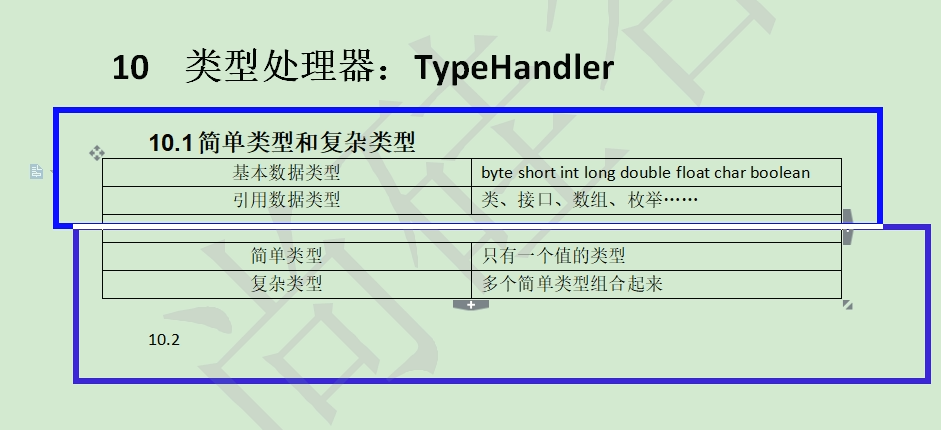 10 类型处理器：TypeHandler
10.1简单类型和复杂类型
基本数据类型 byte short int long double float char boolean
引用数据类型 类、接口、数组、枚举……
简单类型 只有一个值的类型
复杂类型 多个简单类型组合起来
10.2